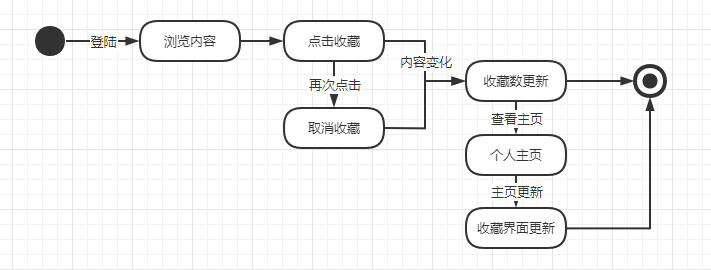 登陆
浏览内容
点击收藏
内容变化
再次点击
取消收藏
收藏数更新
查看主页
个人主页
主页更新
收藏界面更新